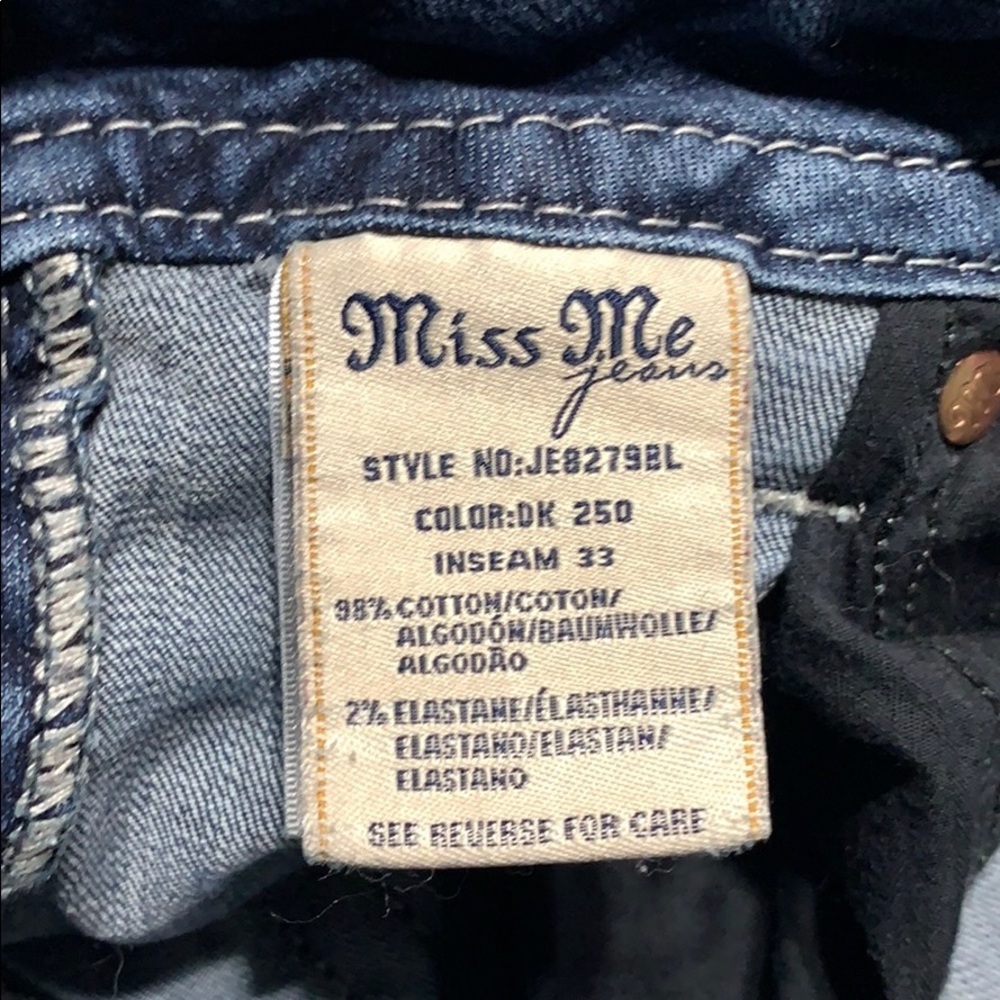 Miss Me
jeans
STYLE NO:JE8279BL
COLOR:DK 250
INSEAM 33
98% COTTON/COTON/
ALGODÓN/BAUMWOLLE/
ALGODÃO
2% ELASTANE/ÉLASTHANNE/
ELASTANO/ELASTAN/
ELASTANO
SEE REVERSE FOR CARE